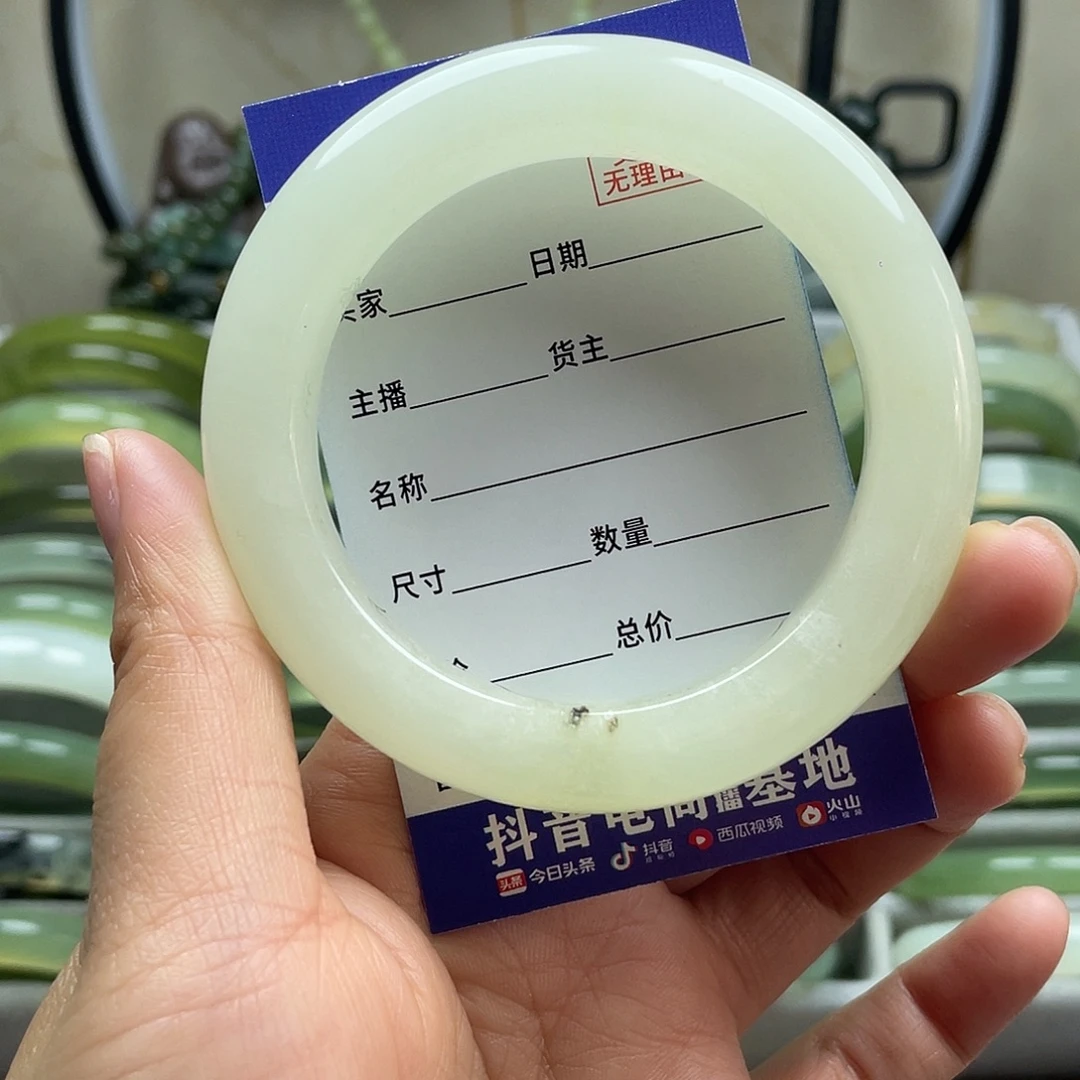 无理由
日期
家
主播 货主
名称
尺寸 数量
总价
抖音电商直播基地
头条 今日头条 抖音 西瓜视频 火山